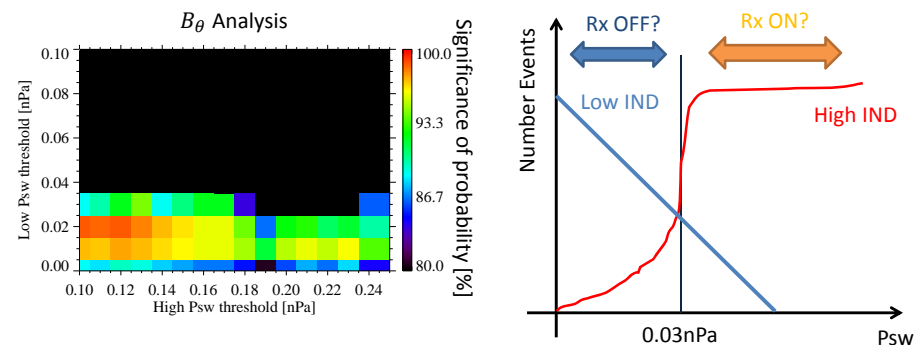 B_θ Analysis
Low Psw threshold [nPa]
0.10
0.08
0.06
0.04
0.02
0.00
0.10
0.12
0.14
0.16
0.18
0.20
0.22
0.24
High Psw threshold [nPa]
100.0
93.3
86.7
80.0
Significance of probability [%]
Rx OFF?
Rx ON?
Number Events
Low IND
High IND
0.03nPa
Psw